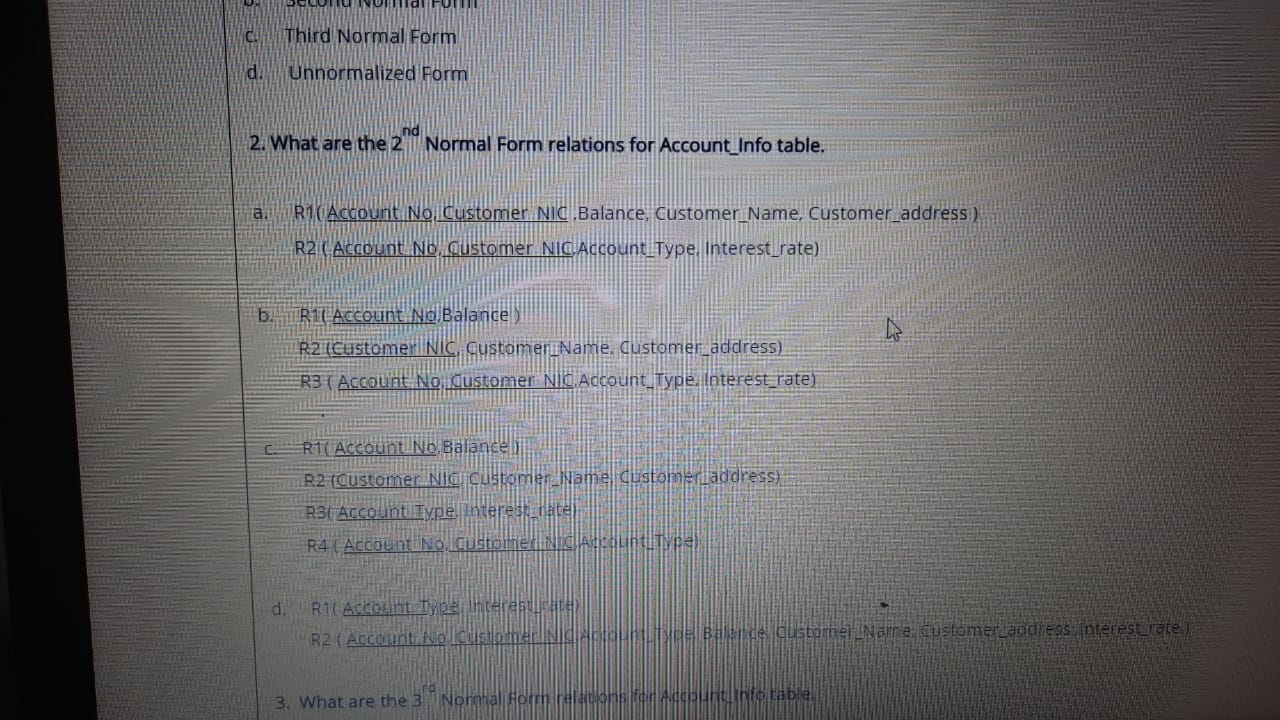 b. Second Normal Form
c. Third Normal Form
d. Unnormalized Form
2. What are the 2nd Normal Form relations for Account_Info table.
a. R1( Account_No, Customer_NIC ,Balance, Customer_Name, Customer_address )
R2 ( Account_No, Customer_NIC,Account_Type, Interest_rate)
b. R1( Account_No,Balance )
R2 (Customer_NIC, Customer_Name, Customer_address)
R3 ( Account_No, Customer_NIC,Account_Type, Interest_rate)
c. R1( Account_No,Balance )
R2 (Customer_NIC, Customer_Name, Customer_address)
R3( Account_Type, Interest_rate)
R4 ( Account_No, Customer_NIC,Account_Type)
d. R1( Account_Type, Interest_rate)
R2 ( Account_No, Customer_NIC,Account_Type, Balance, Customer_Name, Customer_address ,Interest_rate )
3. What are the 3rd Normal Form relations for Account_Info table.